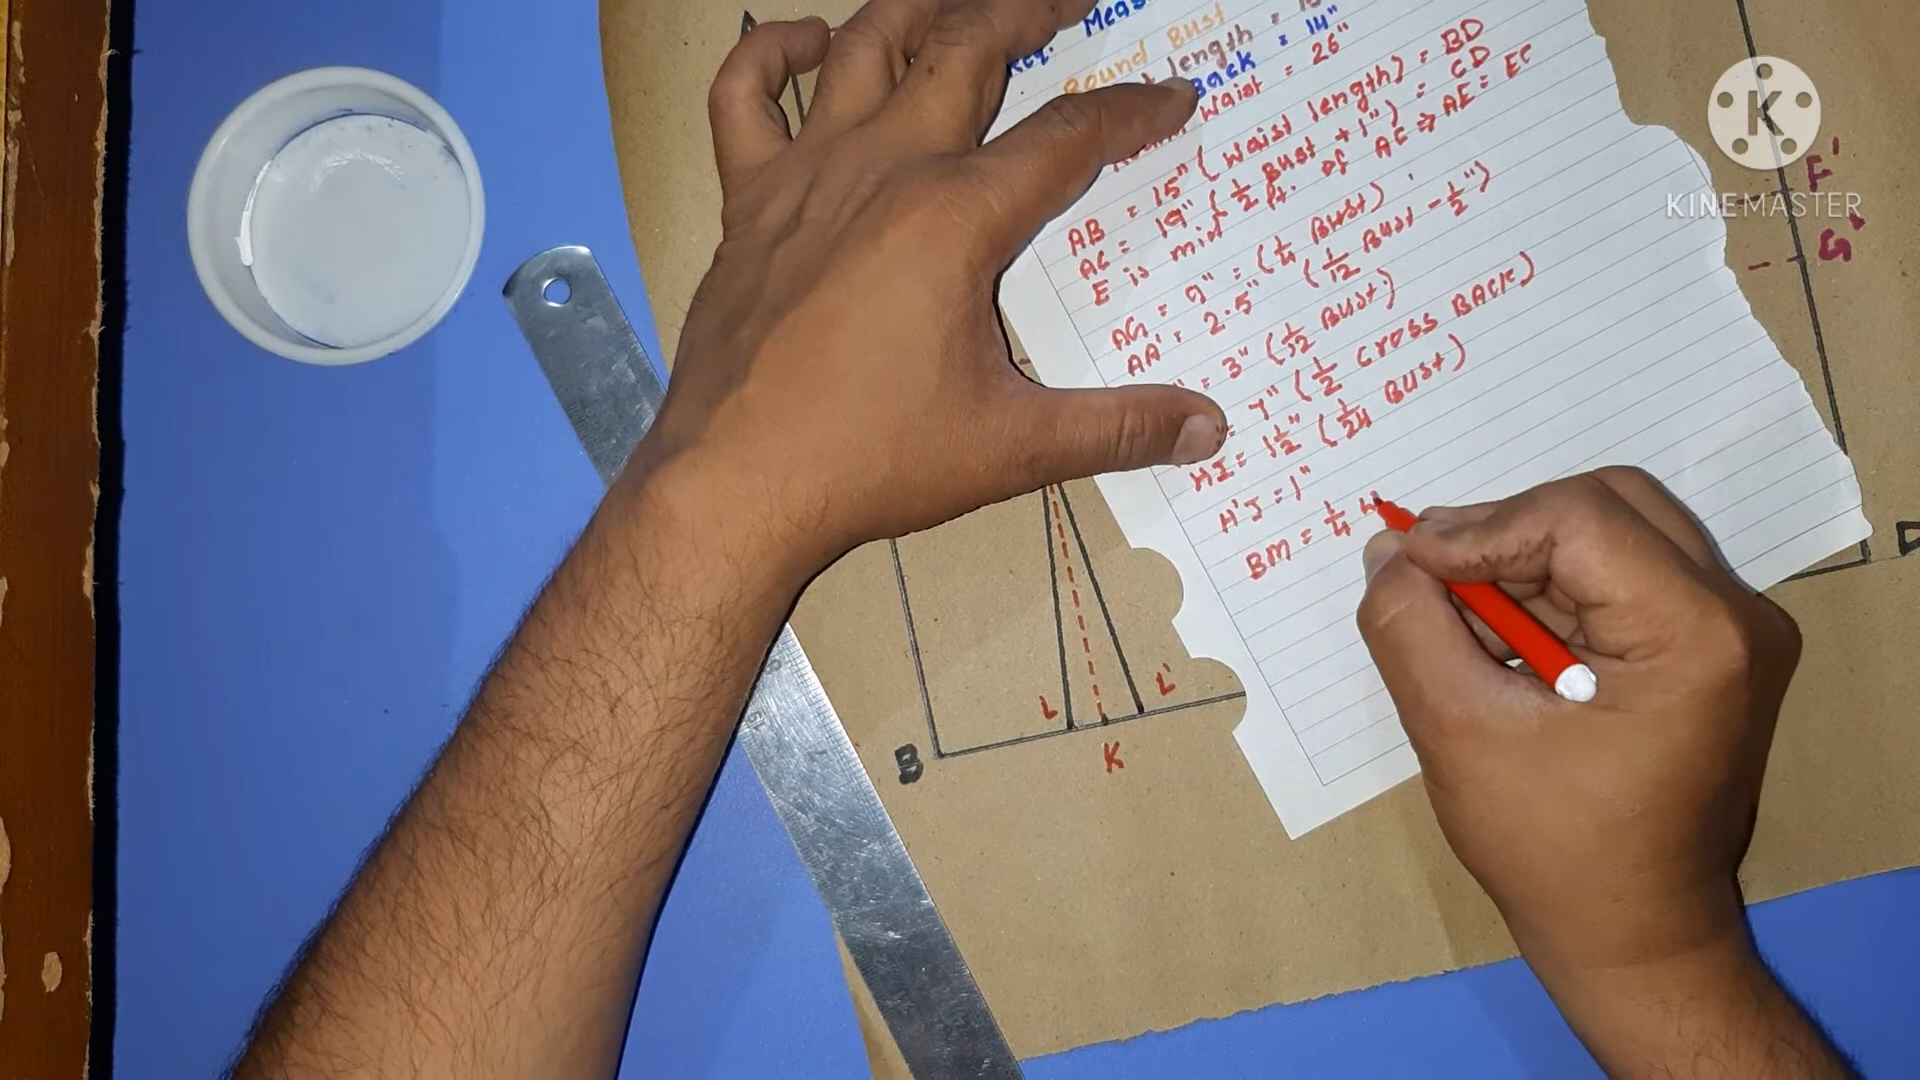 Req. Meas
Round Bust
length = 15
Back = 14"
Waist = 26"
AB = 15" (Waist length) = BD
AC = 19" (1/2 Bust + 1") = CD
E is mid pt. of AC ⇒ AE = EC
AG = 9" = (1/4 Bust)
AA' = 2.5" (1/12 Bust - 1/2")
= 3" (1/12 Bust)
= 7" (1/2 Cross BACK)
HI = 1 1/2" (1/24 Bust)
H'J = 1"
BM = 1/4 W
F'
G'
D
L
L'
B
K
K
KINEMASTER